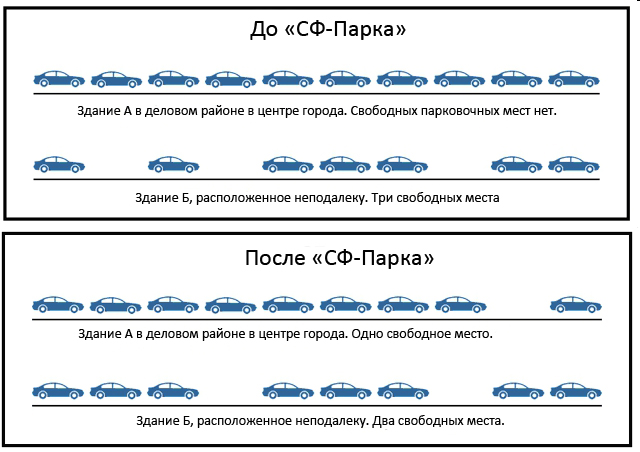 До «СФ-Парка»
Здание А в деловом районе в центре города. Свободных парковочных мест нет.
Здание Б, расположенное неподалеку. Три свободных места
После «СФ-Парка»
Здание А в деловом районе в центре города. Одно свободное место.
Здание Б, расположенное неподалеку. Два свободных места.